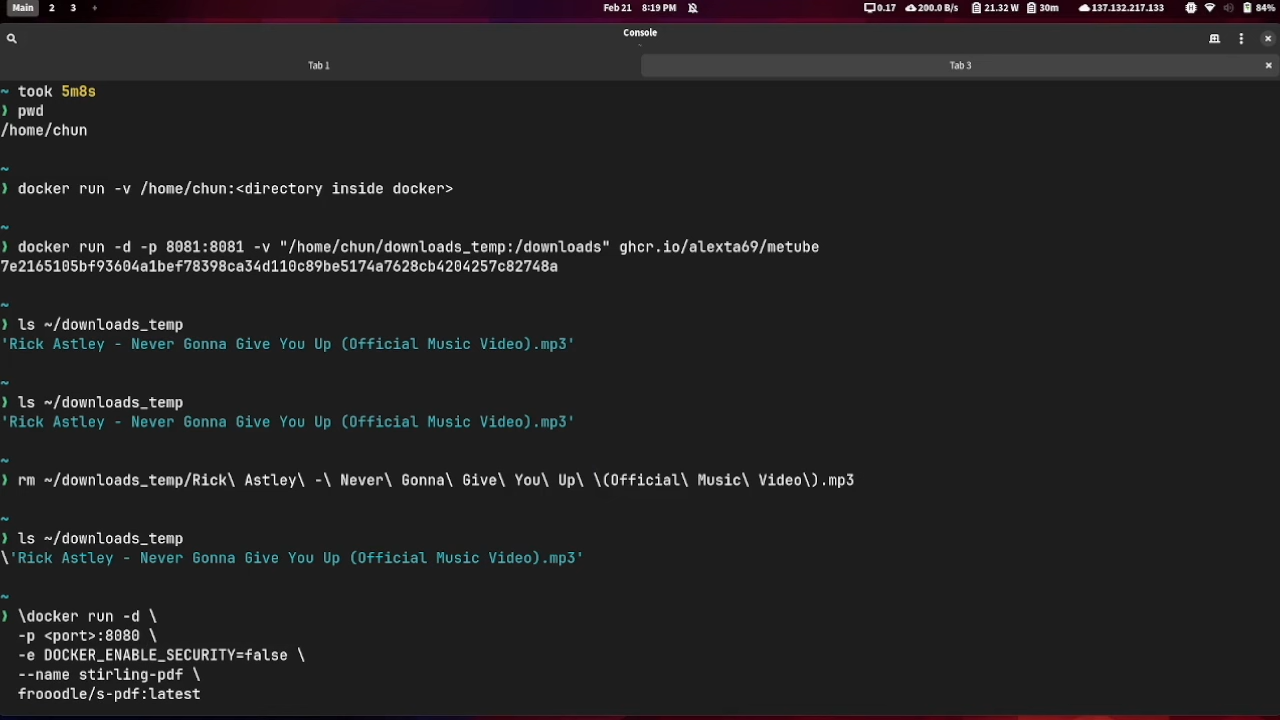 Main 2 3 + Feb 21 8:19 PM 0.17 200.0 B/s 21.32 W 30m 137.132.217.133 84%
Console
Tab 1 Tab 3
~ took 5m8s
❯ pwd
/home/chun
~
❯ docker run -v /home/chun:<directory inside docker>
~
❯ docker run -d -p 8081:8081 -v "/home/chun/downloads_temp:/downloads" ghcr.io/alexta69/metube
7e2165105bf93604a1bef78398ca34d110c89be5174a7628cb4204257c82748a
~
❯ ls ~/downloads_temp
'Rick Astley - Never Gonna Give You Up (Official Music Video).mp3'
~
❯ ls ~/downloads_temp
'Rick Astley - Never Gonna Give You Up (Official Music Video).mp3'
~
❯ rm ~/downloads_temp/Rick\ Astley\ -\ Never\ Gonna\ Give\ You\ Up\ \(Official\ Music\ Video\).mp3
~
❯ ls ~/downloads_temp
\'Rick Astley - Never Gonna Give You Up (Official Music Video).mp3'
~
❯ \docker run -d \
-p <port>:8080 \
-e DOCKER_ENABLE_SECURITY=false \
--name stirling-pdf \
frooodle/s-pdf:latest